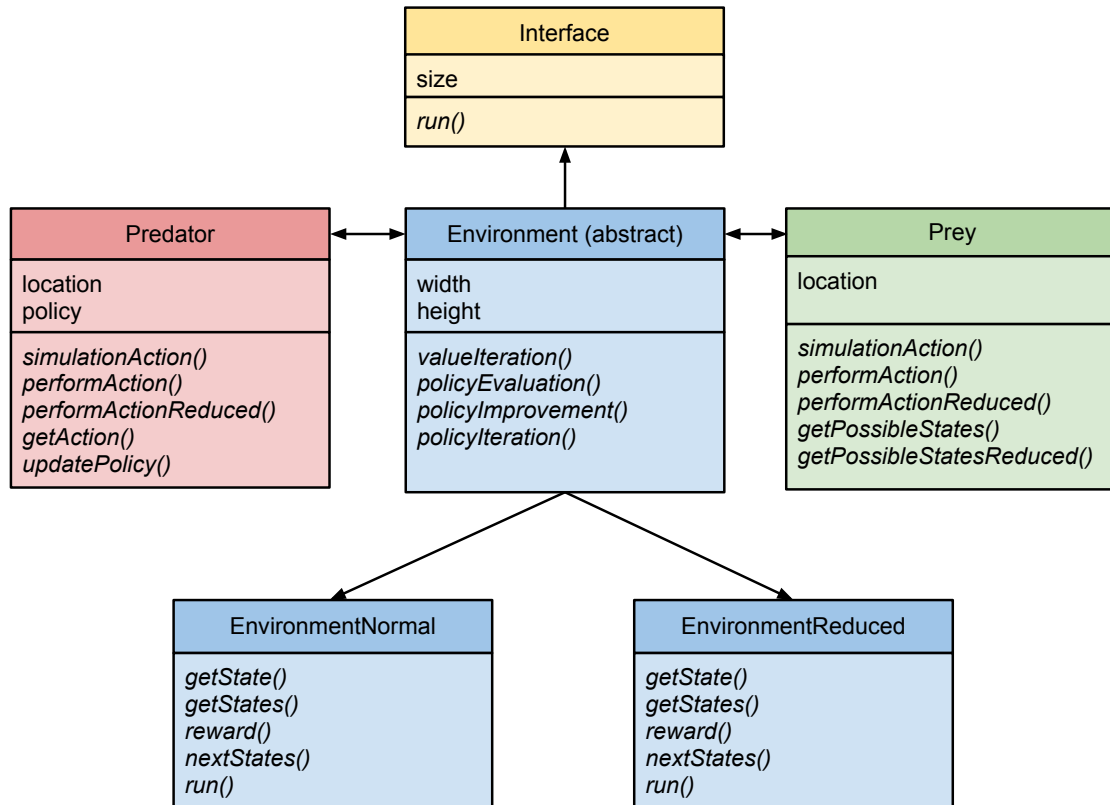 Interface
size
run()
Predator
location
policy
simulationAction()
performAction()
performActionReduced()
getAction()
updatePolicy()
Environment (abstract)
width
height
valueIteration()
policyEvaluation()
policyImprovement()
policyIteration()
Prey
location
simulationAction()
performAction()
performActionReduced()
getPossibleStates()
getPossibleStatesReduced()
EnvironmentNormal
getState()
getStates()
reward()
nextStates()
run()
EnvironmentReduced
getState()
getStates()
reward()
nextStates()
run()